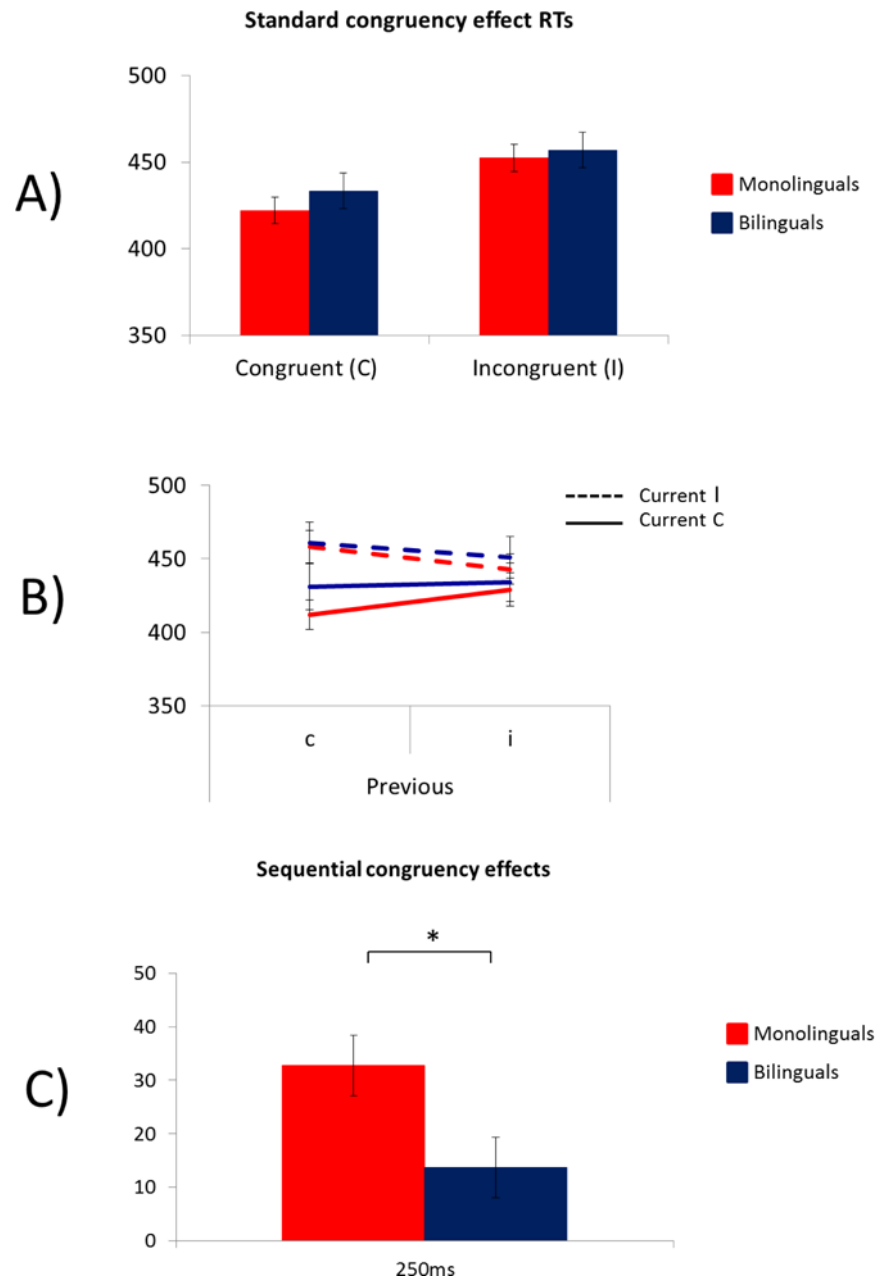 Standard congruency effect RTs
A)
500
450
400
350
Congruent (C)
Incongruent (I)
Monolinguals
Bilinguals
B)
500
450
400
350
c
i
Previous
Current I
Current C
Sequential congruency effects
*
C)
50
40
30
20
10
0
250ms
Monolinguals
Bilinguals